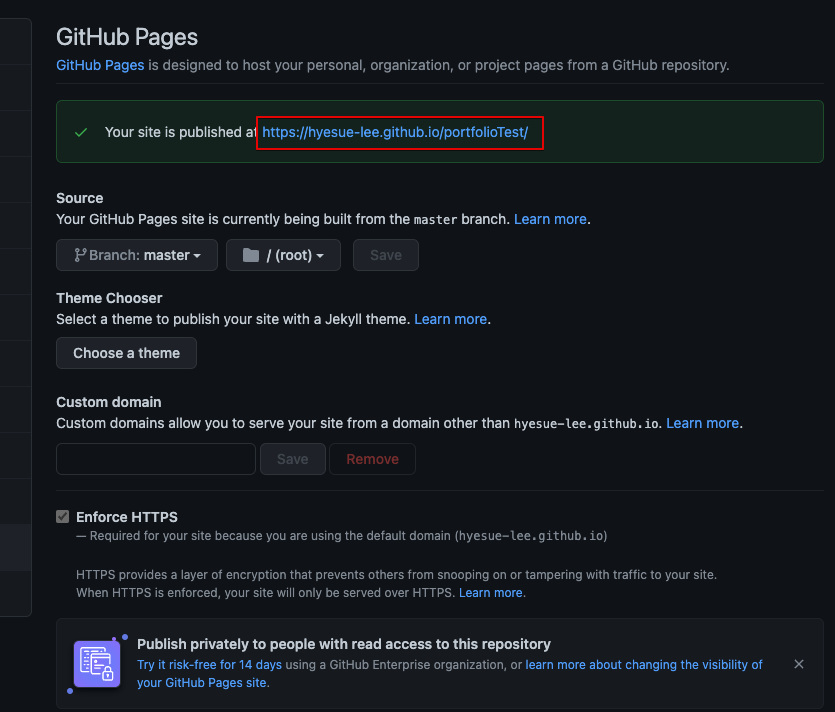 GitHub Pages
GitHub Pages is designed to host your personal, organization, or project pages from a GitHub repository.
Your site is published at https://hyesue-lee.github.io/portfolioTest/
Source
Your GitHub Pages site is currently being built from the master branch. Learn more.
Branch: master
/ (root)
Save
Theme Chooser
Select a theme to publish your site with a Jekyll theme. Learn more.
Choose a theme
Custom domain
Custom domains allow you to serve your site from a domain other than hyesue-lee.github.io. Learn more.
Save
Remove
Enforce HTTPS
— Required for your site because you are using the default domain (hyesue-lee.github.io)
HTTPS provides a layer of encryption that prevents others from snooping on or tampering with traffic to your site.
When HTTPS is enforced, your site will only be served over HTTPS. Learn more.
Publish privately to people with read access to this repository
Try it risk-free for 14 days using a GitHub Enterprise organization, or learn more about changing the visibility of
your GitHub Pages site.